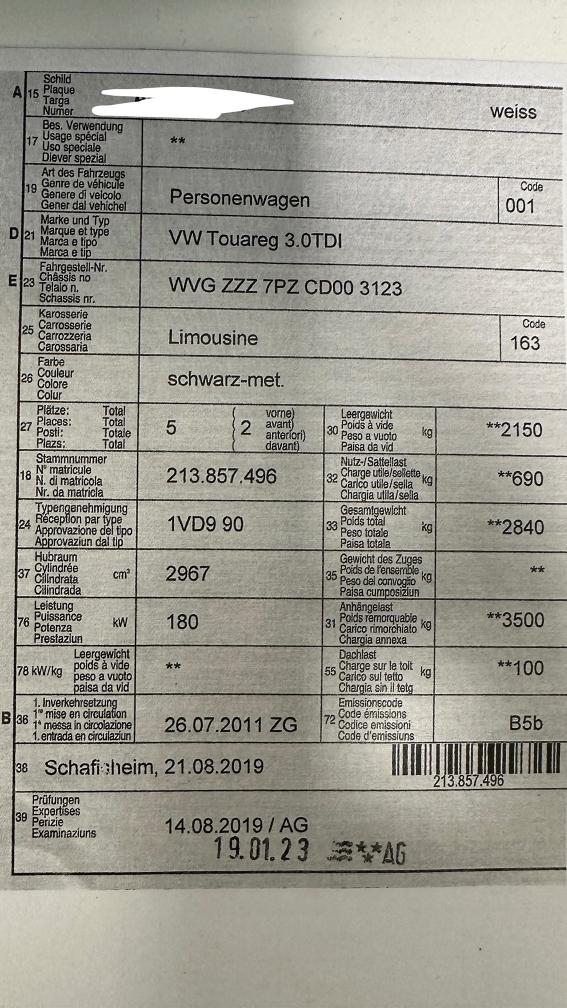 A 15 Schild
Plaque
Targa
Numer
weiss
17 Bes. Verwendung
Usage spécial
Uso speciale
Diever spezial
**
19 Art des Fahrzeugs
Genre de véhicule
Genere di veicolo
Gener dal vehichel
Personenwagen
Code
001
D 21 Marke und Typ
Marque et type
Marca e tipo
Marca e tip
VW Touareg 3.0TDI
E 23 Fahrgestell-Nr.
Châssis no
Telaio n.
Schassis nr.
WVG ZZZ 7PZ CD00 3123
25 Karosserie
Carrosserie
Carrozzeria
Carossaria
Limousine
Code
163
26 Farbe
Couleur
Colore
Colur
schwarz-met.
27 Plätze: Total
Places: Total
Posti: Totale
Plazs: Total
5
( 2 vorne)
( avant)
( anteriori)
( davant)
30 Leergewicht
Poids à vide
Peso a vuoto
Paisa da vid
kg
**2150
18 Stammnummer
N° matricule
N. di matricola
Nr. da matricla
213.857.496
32 Nutz-/Sattellast
Charge utile/sellette
Carico utile/sella
Chargia utila/sella
kg
**690
24 Typengenehmigung
Réception par type
Approvazione del tipo
Approvaziun dal tip
1VD9 90
33 Gesamtgewicht
Poids total
Peso totale
Paisa totala
kg
**2840
37 Hubraum
Cylindrée
Cilindrata
Cilindrada
cm³
2967
35 Gewicht des Zuges
Poids de l'ensemble
Peso del convoglio
Paisa cumposiziun
kg
**
76 Leistung
Puissance
Potenza
Prestaziun
kW
180
31 Anhängelast
Poids remorquable
Carico rimorchiato
Chargia annexa
kg
**3500
78 kW/kg Leergewicht
poids à vide
peso a vuoto
paisa da vid
**
55 Dachlast
Charge sur le toit
Carico sul tetto
Chargia sin il tetg
kg
**100
B 36 1. Inverkehrsetzung
1re mise en circulation
1a messa in circolazione
1. entrada en circulaziun
26.07.2011 ZG
72 Emissionscode
Code émissions
Codice emissioni
Code d'emissiuns
B5b
38 21.08.2019
213.857.496
39 Prüfungen
Expertises
Perizie
Examinaziuns
14.08.2019 / AG
19.01.23 AG